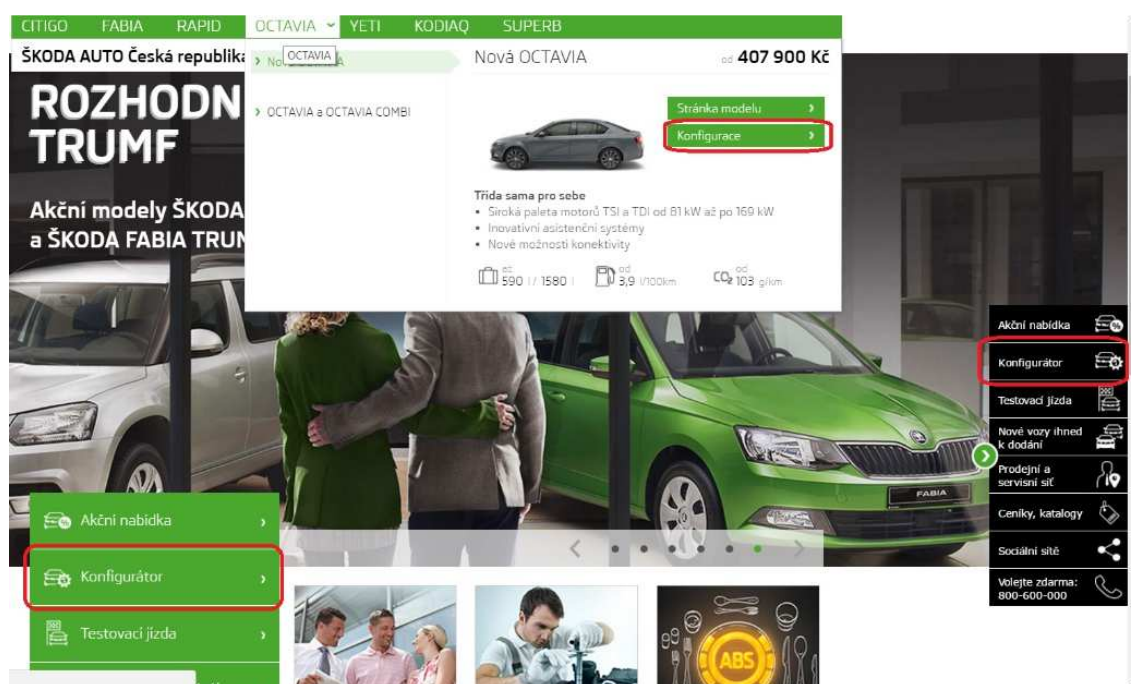 CITIGO FABIA RAPID OCTAVIA YETI KODIAQ SUPERB
ŠKODA AUTO Česká republika
OCTAVIA
Nová OCTAVIA
od 407 900 Kč
OCTAVIA a OCTAVIA COMBI
Stránka modelu
Konfigurace
Třída sama pro sebe
Široká paleta motorů TSI a TDI od 81 kW až po 169 kW
Inovativní asistenční systémy
Nové možnosti konektivity
až
590 l / 1580 l
od
3,9 l/100km
CO₂
od
103 g/km
ROZHODN
TRUMF
Akční modely ŠKODA
a ŠKODA FABIA TRUM
FABIA
Akční nabídka
Konfigurátor
Testovací jízda
Nové vozy ihned
k dodání
Prodejní a
servisní síť
Ceníky, katalogy
Sociální sítě
Volejte zdarma:
800-600-000
Akční nabídka
Konfigurátor
Testovací jízda
ABS